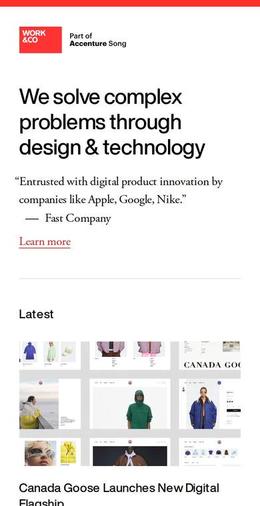 WORK
&CO
Part of
Accenture Song
We solve complex
problems through
design & technology
“Entrusted with digital product innovation by
companies like Apple, Google, Nike.”
— Fast Company
Learn more
Latest
CANADA GOO
Canada Goose Launches New Digital
Flagship